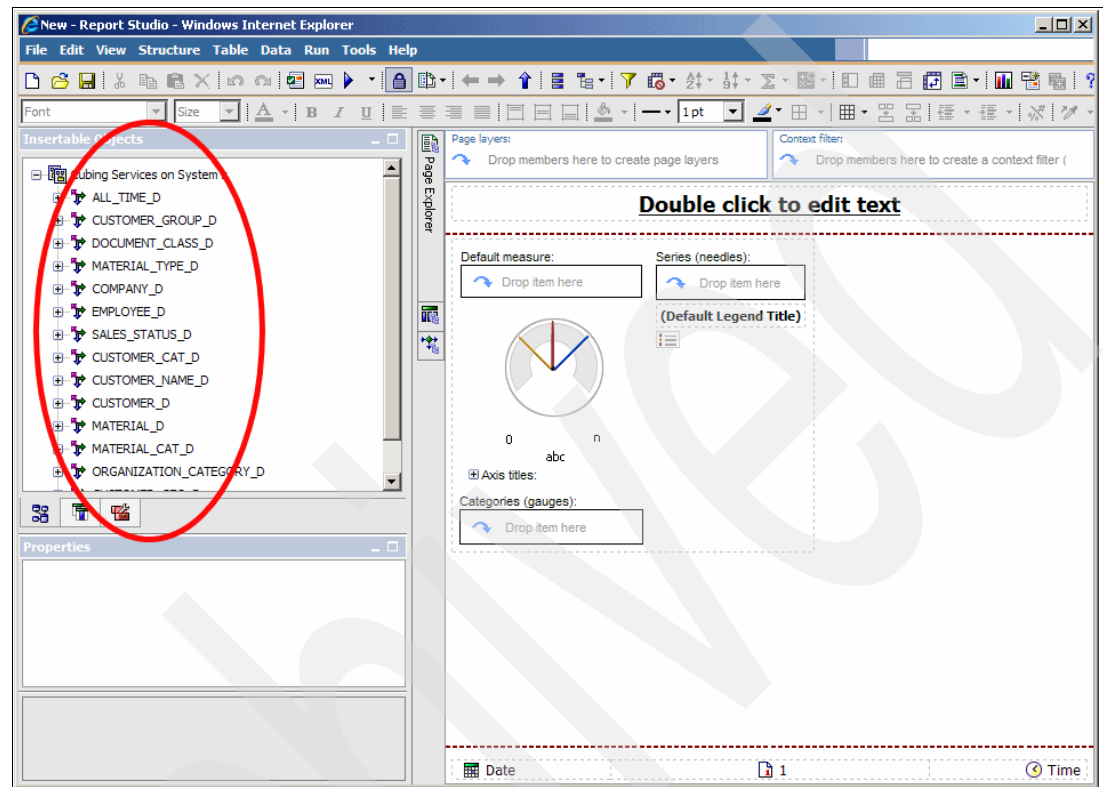 New - Report Studio - Windows Internet Explorer
File Edit View Structure Table Data Run Tools Help
Font Size A B I U 1 pt
Insertable Objects
Cubing Services on System
ALL_TIME_D
CUSTOMER_GROUP_D
DOCUMENT_CLASS_D
MATERIAL_TYPE_D
COMPANY_D
EMPLOYEE_D
SALES_STATUS_D
CUSTOMER_CAT_D
CUSTOMER_NAME_D
CUSTOMER_D
MATERIAL_D
MATERIAL_CAT_D
ORGANIZATION_CATEGORY_D
Properties
Page Explorer
Page layers:
Drop members here to create page layers
Context filter:
Drop members here to create a context filter (
Double click to edit text
Default measure:
Drop item here
Series (needles):
Drop item here
(Default Legend Title)
0 n
abc
Axis titles:
Categories (gauges):
Drop item here
Date
1
Time